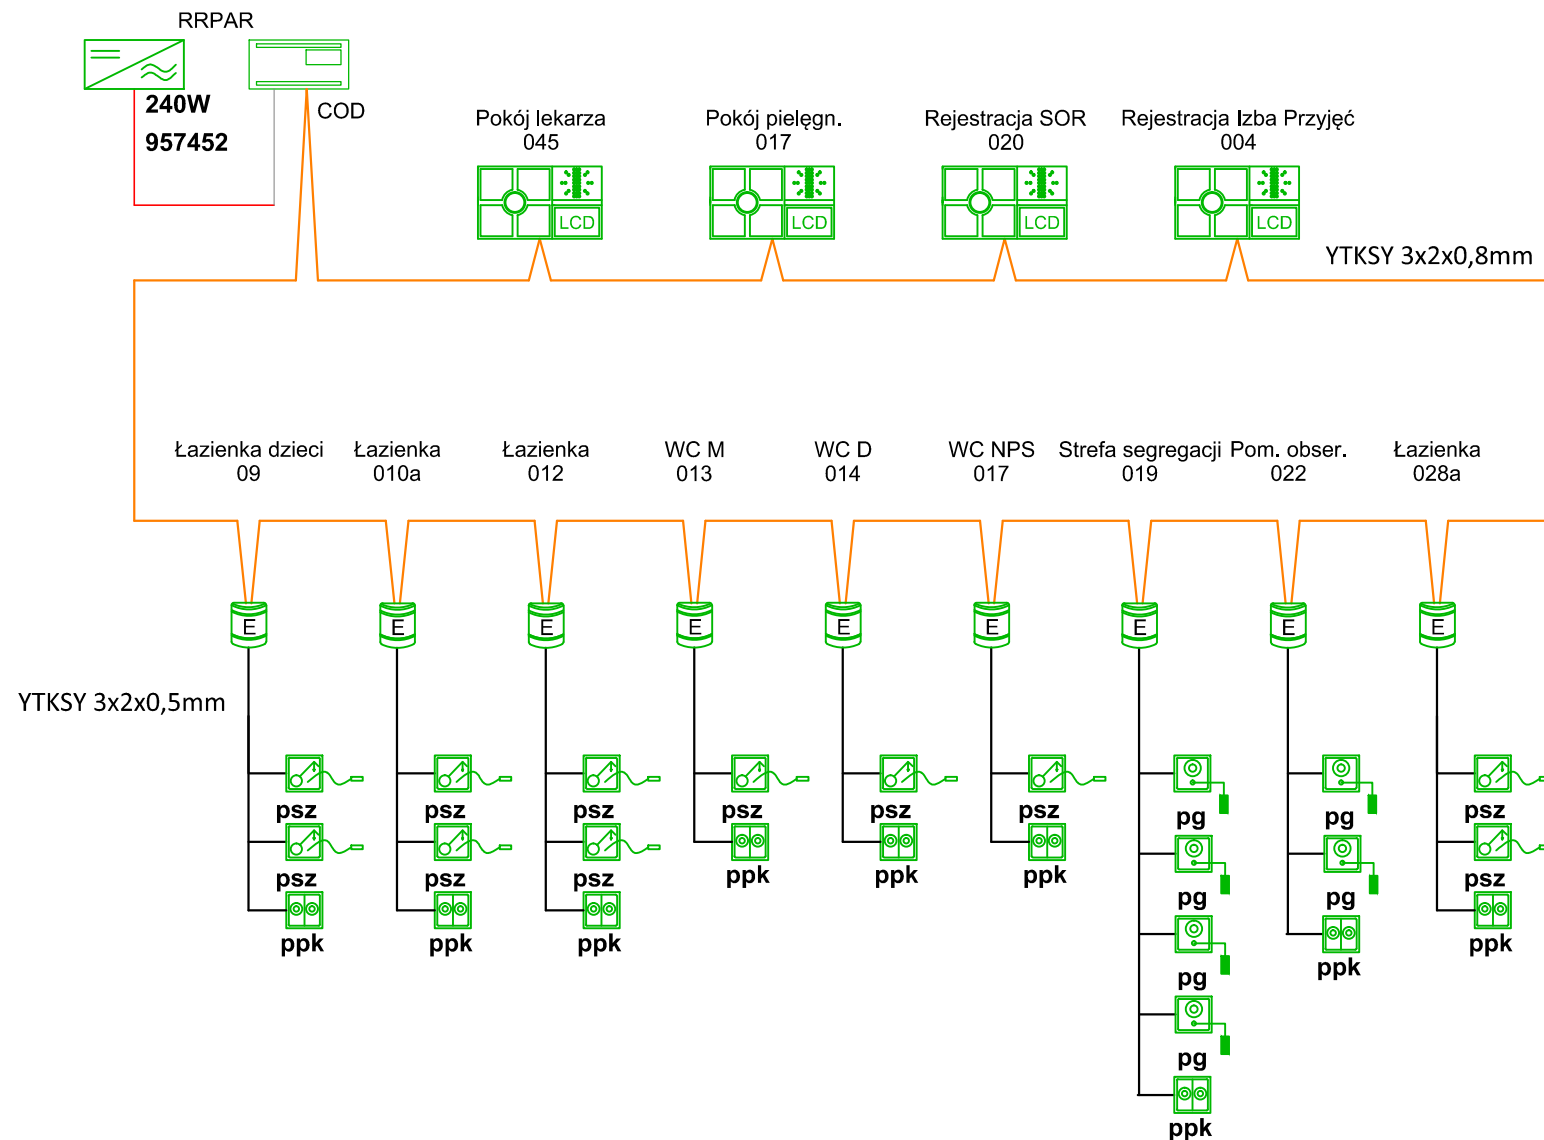 RRPAR
240W
957452
COD
Pokój lekarza
045
Pokój pielęgn.
017
Rejestracja SOR
020
Rejestracja Izba Przyjęć
004
LCD
LCD
LCD
LCD
YTKSY 3x2x0,8mm
Łazienka dzieci
09
Łazienka
010a
Łazienka
012
WC M
013
WC D
014
WC NPS
017
Strefa segregacji
019
Pom. obser.
022
Łazienka
028a
E
E
E
E
E
E
E
E
E
YTKSY 3x2x0,5mm
psz
psz
ppk
psz
psz
ppk
psz
psz
ppk
psz
ppk
psz
ppk
psz
ppk
pg
pg
pg
pg
ppk
pg
pg
ppk
psz
psz
ppk